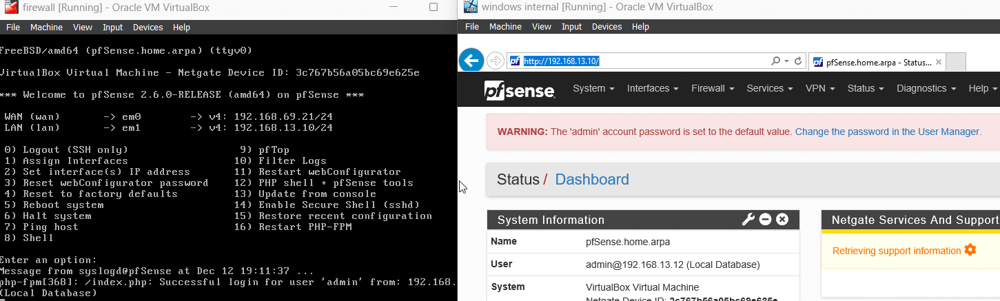 firewall [Running] - Oracle VM VirtualBox
File Machine View Input Devices Help
FreeBSD/amd64 (pfSense.home.arpa) (ttyv0)
VirtualBox Virtual Machine - Netgate Device ID: 3c767b56a05bc69e625e
*** Welcome to pfSense 2.6.0-RELEASE (amd64) on pfSense ***
WAN (wan) -> em0 -> v4: 192.168.69.21/24
LAN (lan) -> em1 -> v4: 192.168.13.10/24
0) Logout (SSH only) 9) pfTop
1) Assign Interfaces 10) Filter Logs
2) Set interface(s) IP address 11) Restart webConfigurator
3) Reset webConfigurator password 12) PHP shell + pfSense tools
4) Reset to factory defaults 13) Update from console
5) Reboot system 14) Enable Secure Shell (sshd)
6) Halt system 15) Restore recent configuration
7) Ping host 16) Restart PHP-FPM
8) Shell
Enter an option:
Message from syslogd@pfSense at Dec 12 19:11:37 ...
php-fpm[368]: /index.php: Successful login for user 'admin' from: 192.168.
(Local Database)
windows internal [Running] - Oracle VM VirtualBox
File Machine View Input Devices Help
http://192.168.13.10/
pfSense.home.arpa - Status...
pfsense
System Interfaces Firewall Services VPN Status Diagnostics Help
WARNING: The 'admin' account password is set to the default value. Change the password in the User Manager.
Status / Dashboard
System Information
Name pfSense.home.arpa
User admin@192.168.13.12 (Local Database)
System VirtualBox Virtual Machine
Netgate Device ID: 3c767b56a05bc69e625e
Netgate Services And Support
Retrieving support information